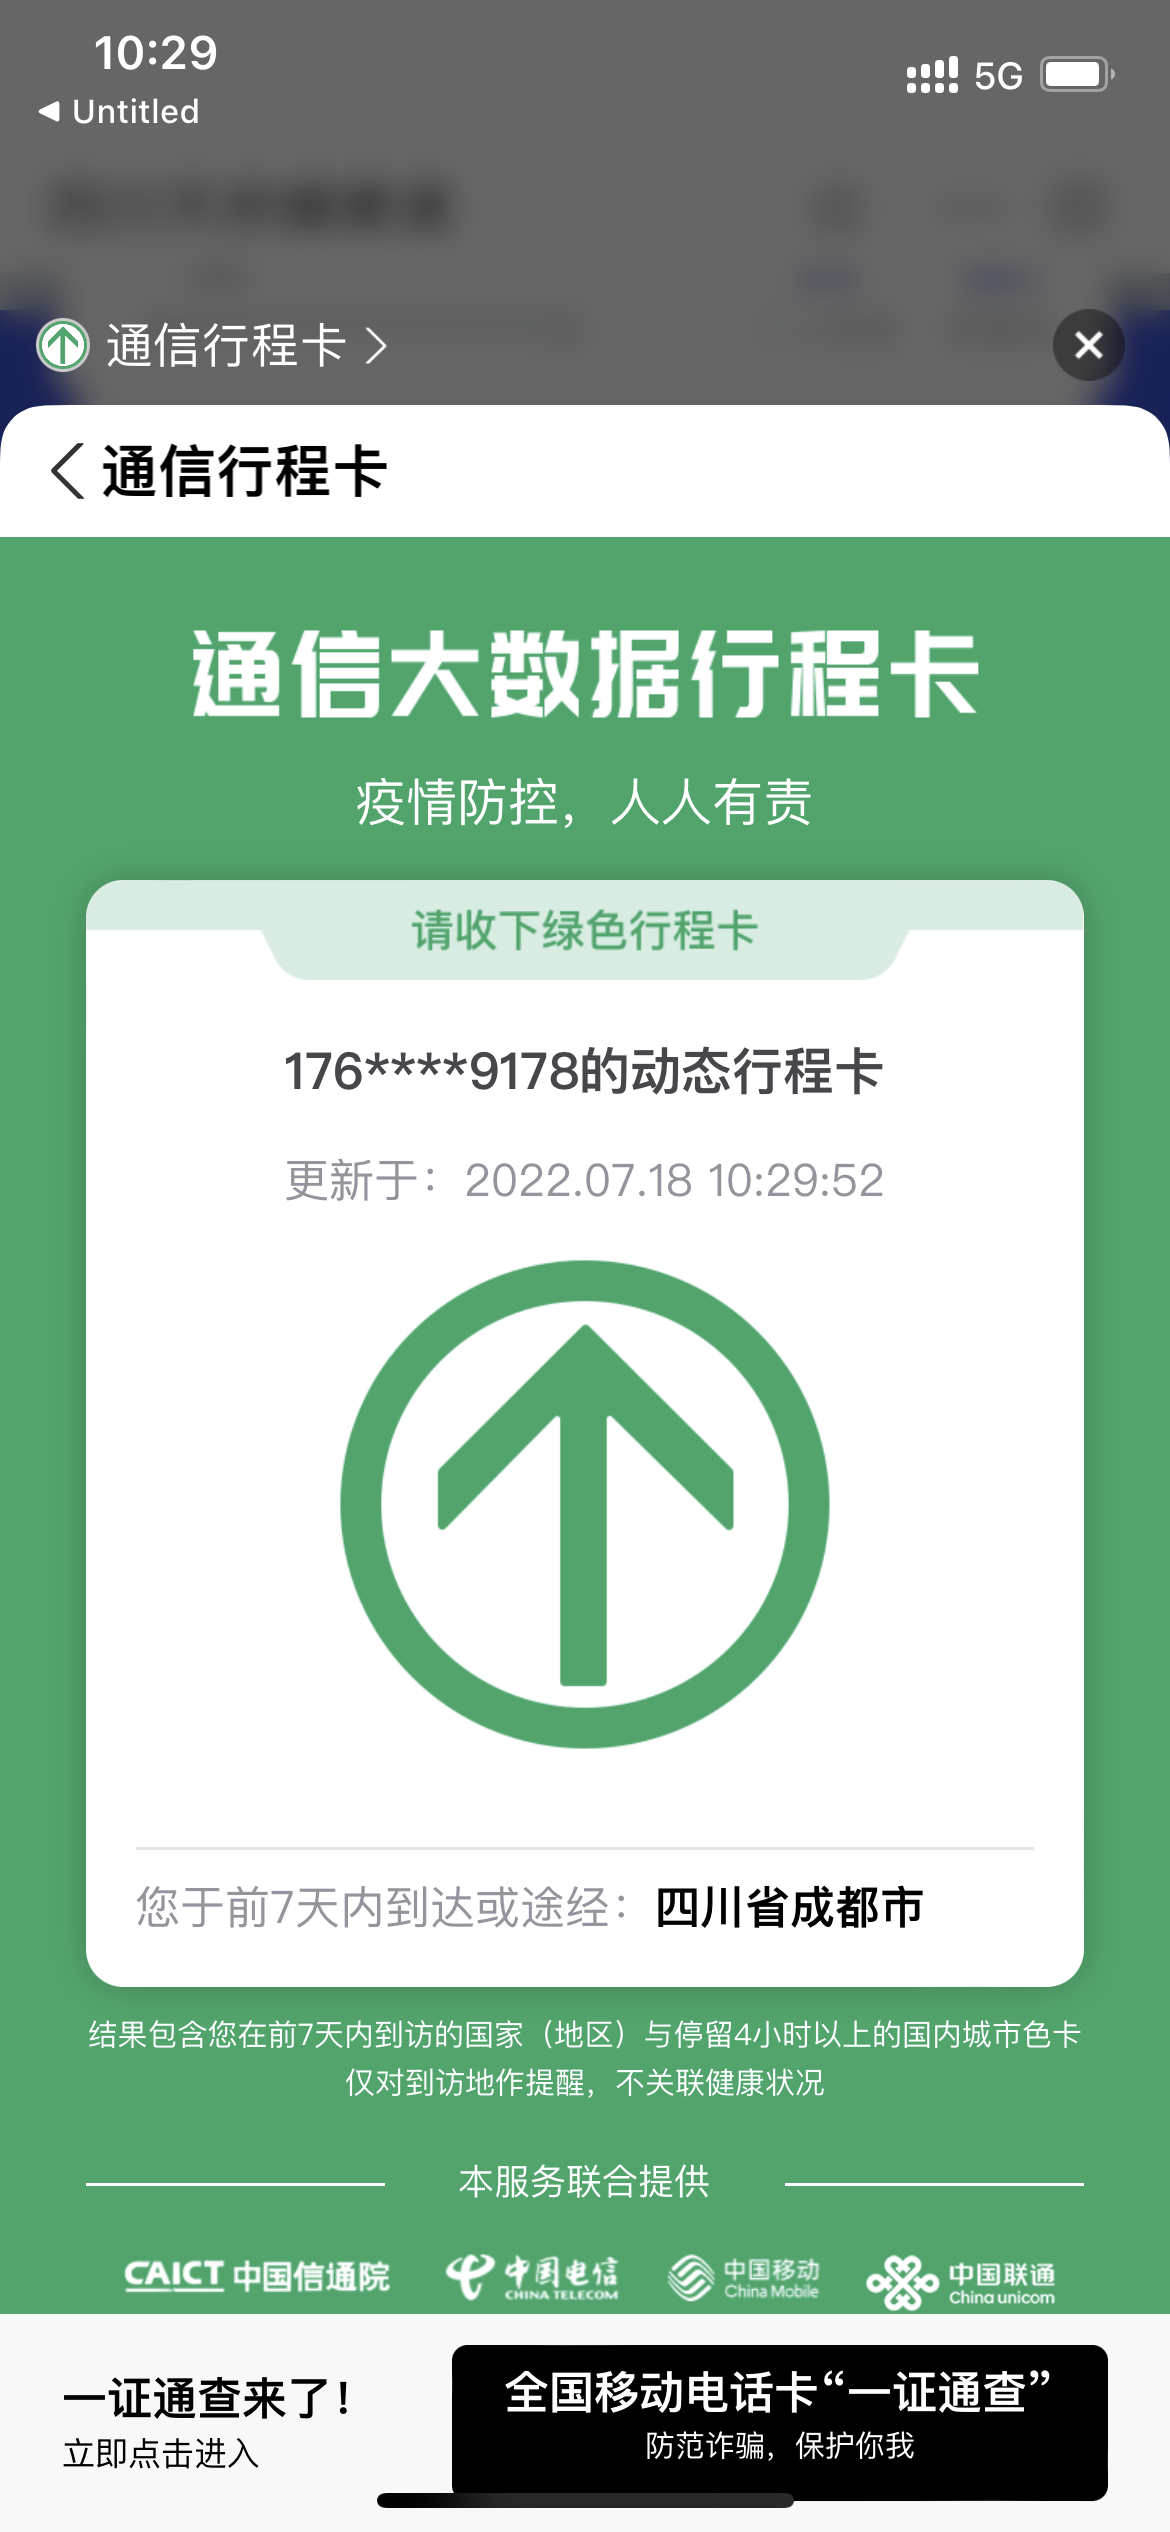 10:29
5G
Untitled
通信行程卡
通信行程卡
通信大数据行程卡
疫情防控，人人有责
请收下绿色行程卡
176****9178的动态行程卡
更新于：2022.07.18 10:29:52
您于前7天内到达或途经：四川省成都市
结果包含您在前7天内到访的国家（地区）与停留4小时以上的国内城市色卡
仅对到访地作提醒，不关联健康状况
本服务联合提供
CAICT 中国信通院
中国电信
CHINA TELECOM
中国移动
China Mobile
中国联通
China unicom
一证通查来了！
立即点击进入
全国移动电话卡“一证通查”
防范诈骗，保护你我